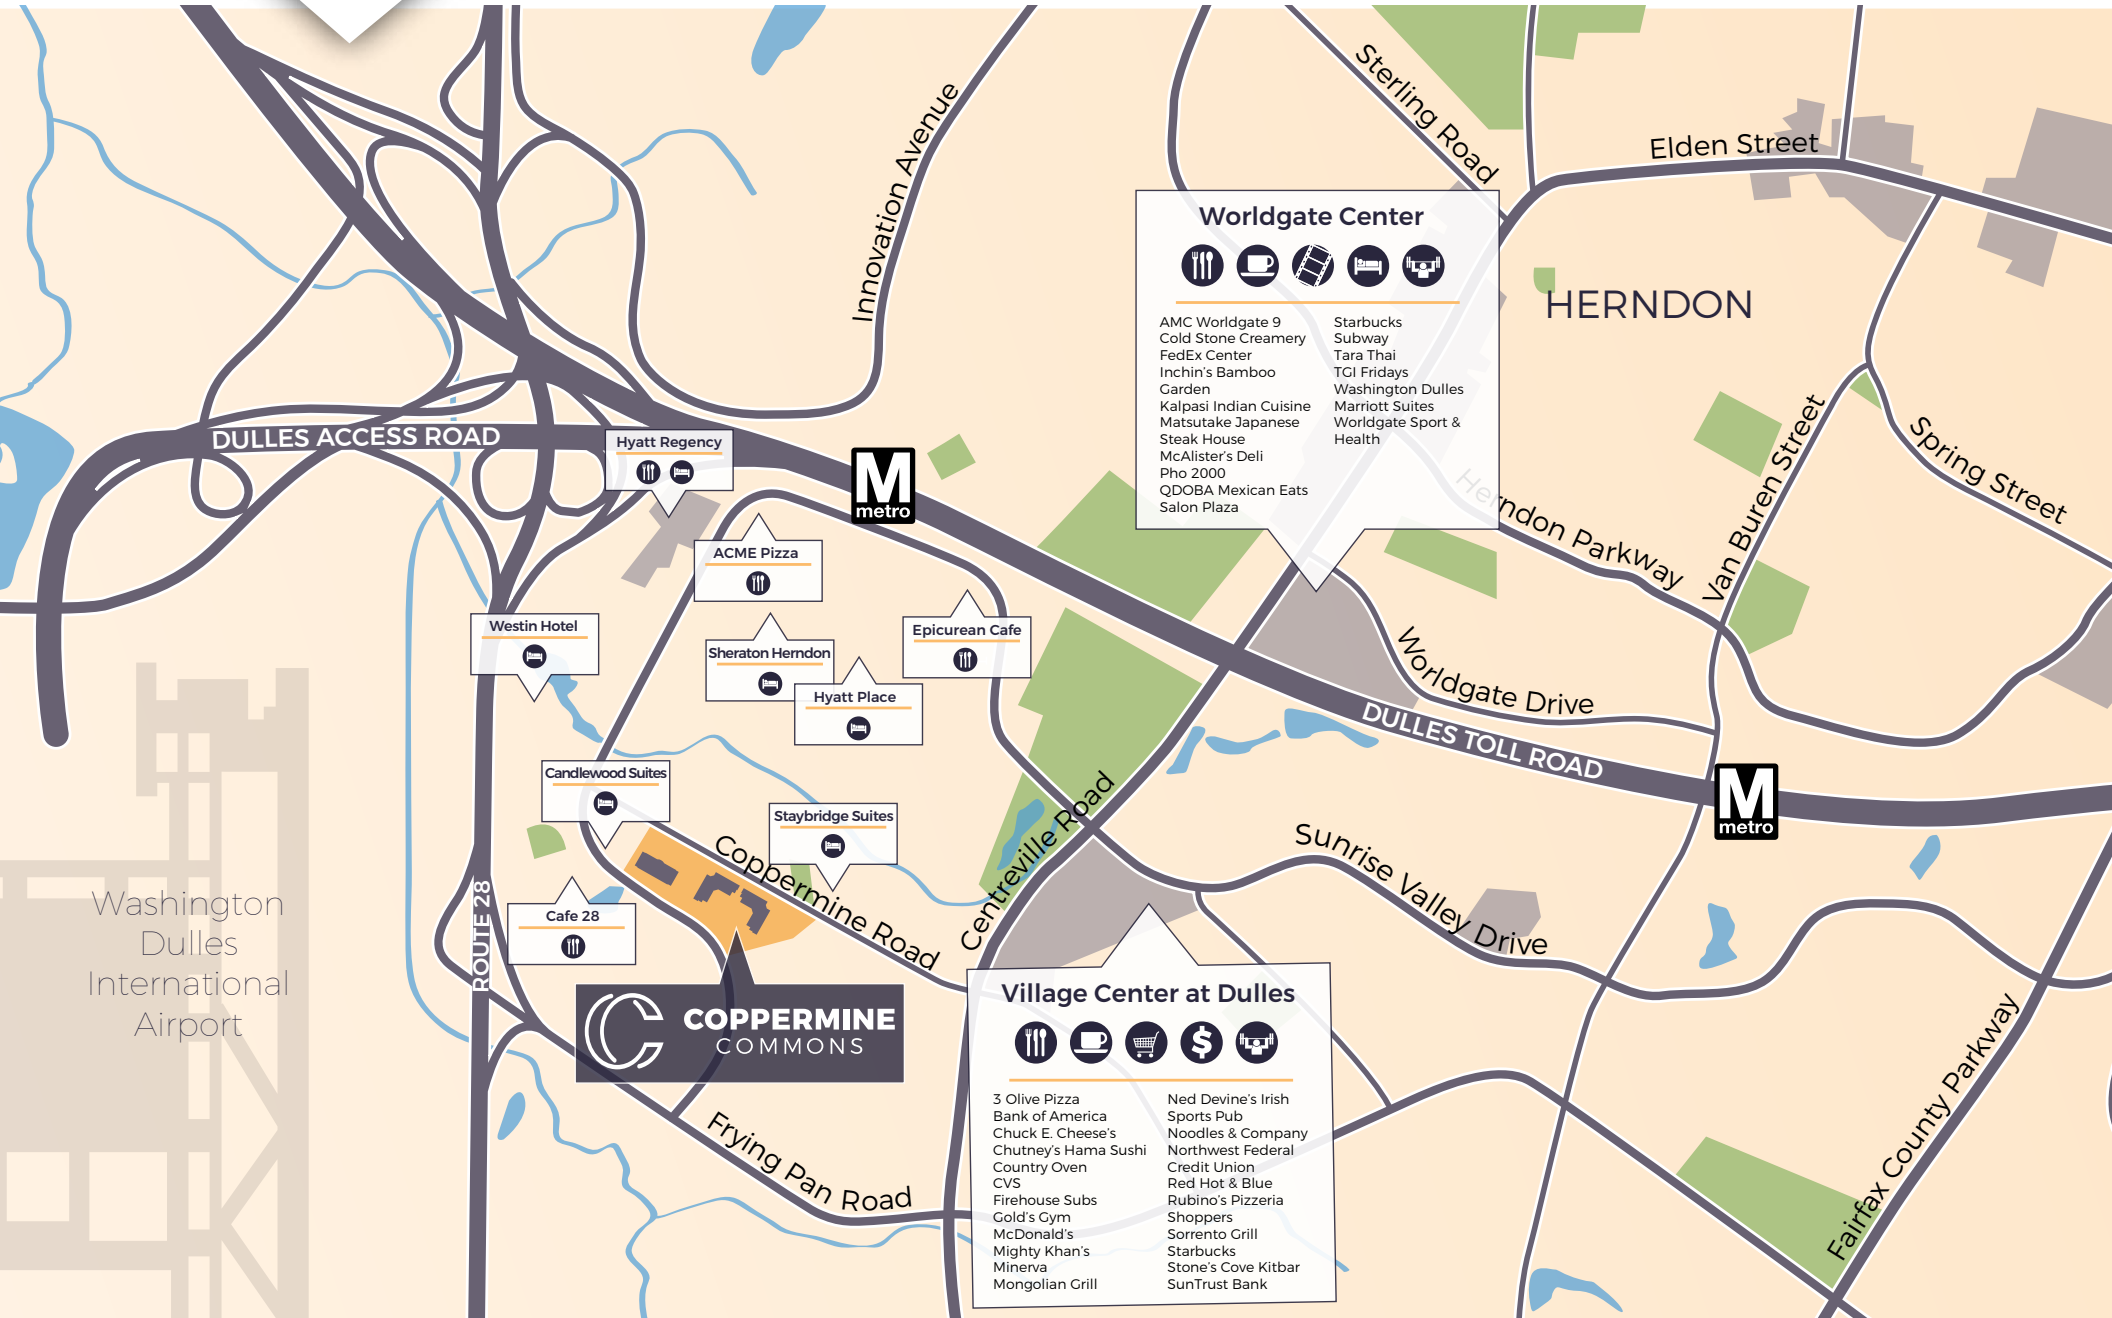 Sterling Road
Elden Street
Innovation Avenue
Worldgate Center
AMC Worldgate 9
Cold Stone Creamery
FedEx Center
Inchin's Bamboo
Garden
Kalpasi Indian Cuisine
Matsutake Japanese
Steak House
McAlister's Deli
Pho 2000
QDOBA Mexican Eats
Salon Plaza
Starbucks
Subway
Tara Thai
TGI Fridays
Washington Dulles
Marriott Suites
Worldgate Sport &
Health
HERNDON
DULLES ACCESS ROAD
Hyatt Regency
M
metro
Herndon Parkway
Van Buren Street
Spring Street
ACME Pizza
Westin Hotel
Sheraton Herndon
Epicurean Cafe
Hyatt Place
Worldgate Drive
DULLES TOLL ROAD
M
metro
Candlewood Suites
Staybridge Suites
Coppermine Road
Centreville Road
Sunrise Valley Drive
ROUTE 28
Cafe 28
Washington
Dulles
International
Airport
C
COPPERMINE
COMMONS
Village Center at Dulles
$
3 Olive Pizza
Bank of America
Chuck E. Cheese's
Chutney's Hama Sushi
Country Oven
CVS
Firehouse Subs
Gold's Gym
McDonald's
Mighty Khan's
Minerva
Mongolian Grill
Ned Devine's Irish
Sports Pub
Noodles & Company
Northwest Federal
Credit Union
Red Hot & Blue
Rubino's Pizzeria
Shoppers
Sorrento Grill
Starbucks
Stone's Cove Kitbar
SunTrust Bank
Frying Pan Road
Fairfax County Parkway